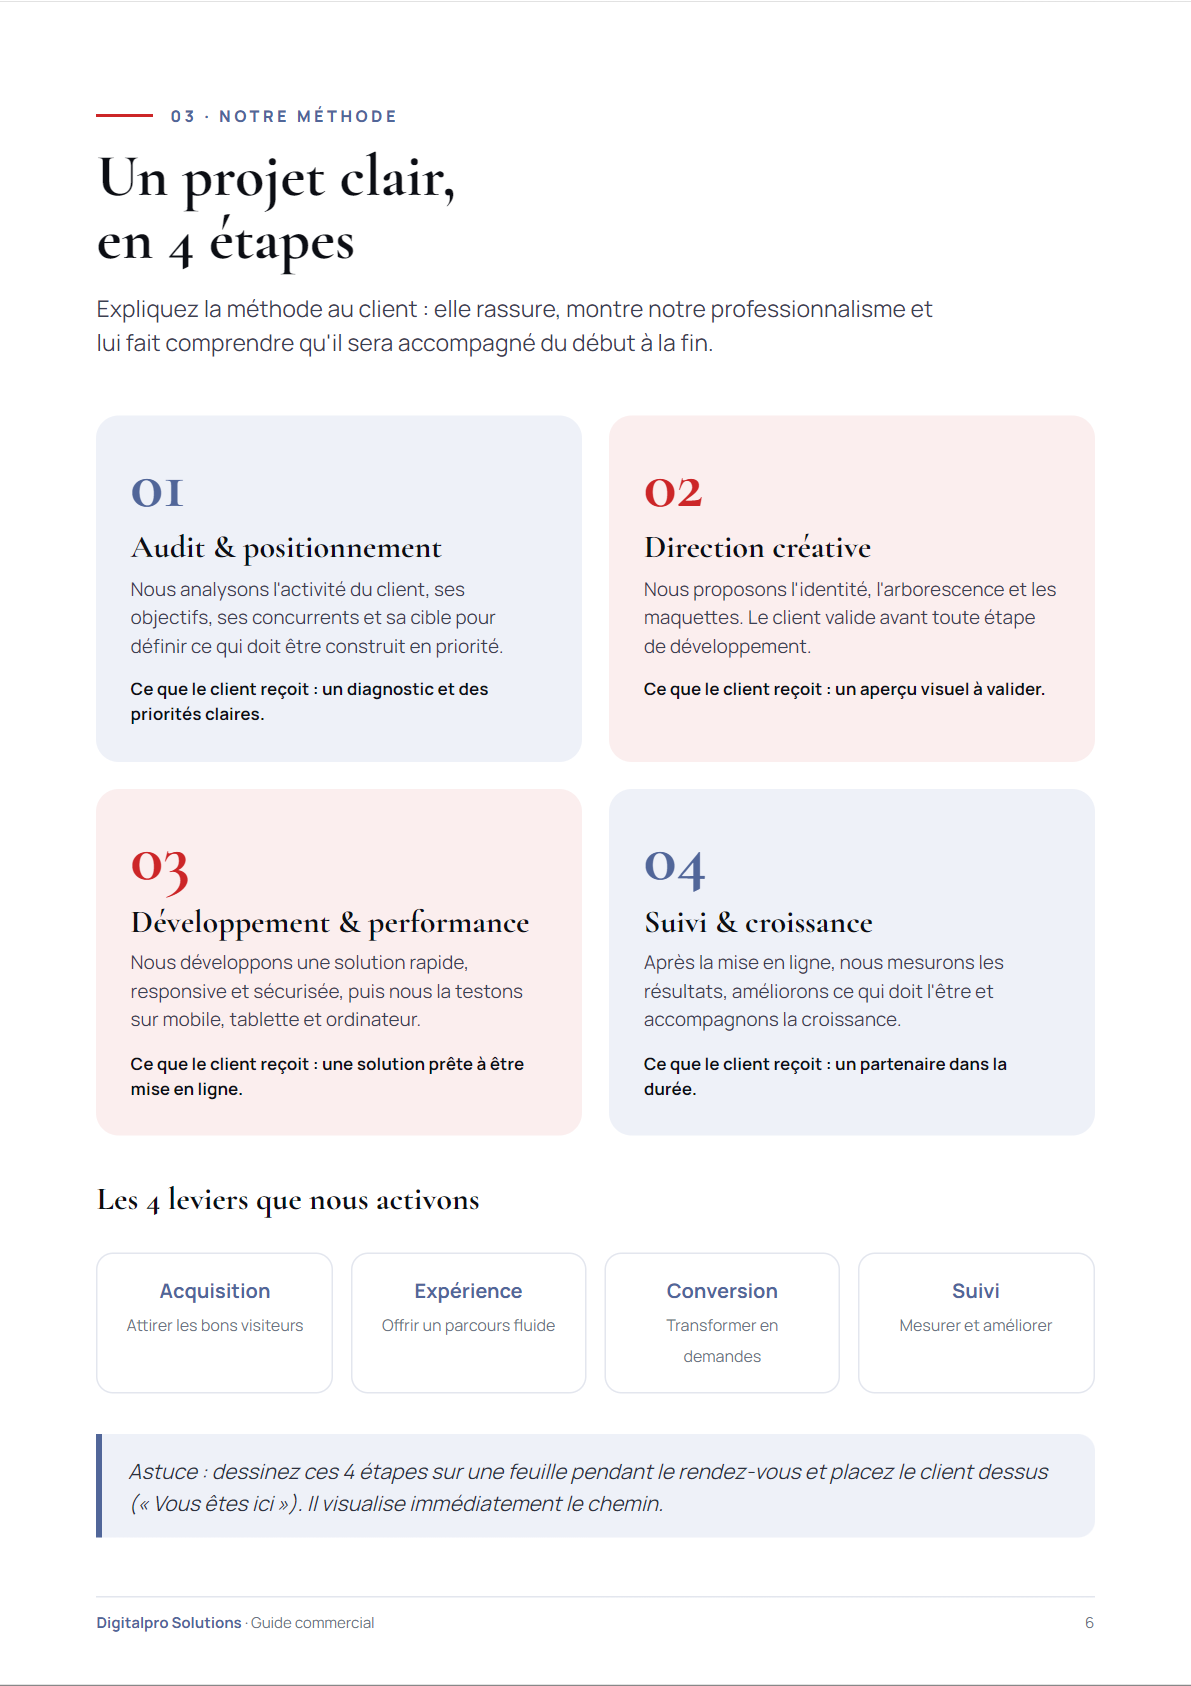 03 · NOTRE MÉTHODE
Un projet clair,
en 4 étapes
Expliquez la méthode au client : elle rassure, montre notre professionnalisme et
lui fait comprendre qu'il sera accompagné du début à la fin.
01
Audit & positionnement
Nous analysons l'activité du client, ses
objectifs, ses concurrents et sa cible pour
définir ce qui doit être construit en priorité.
Ce que le client reçoit : un diagnostic et des
priorités claires.
02
Direction créative
Nous proposons l'identité, l'arborescence et les
maquettes. Le client valide avant toute étape
de développement.
Ce que le client reçoit : un aperçu visuel à valider.
03
Développement & performance
Nous développons une solution rapide,
responsive et sécurisée, puis nous la testons
sur mobile, tablette et ordinateur.
Ce que le client reçoit : une solution prête à être
mise en ligne.
04
Suivi & croissance
Après la mise en ligne, nous mesurons les
résultats, améliorons ce qui doit l'être et
accompagnons la croissance.
Ce que le client reçoit : un partenaire dans la
durée.
Les 4 leviers que nous activons
Acquisition
Attirer les bons visiteurs
Expérience
Offrir un parcours fluide
Conversion
Transformer en
demandes
Suivi
Mesurer et améliorer
Astuce : dessinez ces 4 étapes sur une feuille pendant le rendez-vous et placez le client dessus
(« Vous êtes ici »). Il visualise immédiatement le chemin.
Digitalpro Solutions · Guide commercial
6